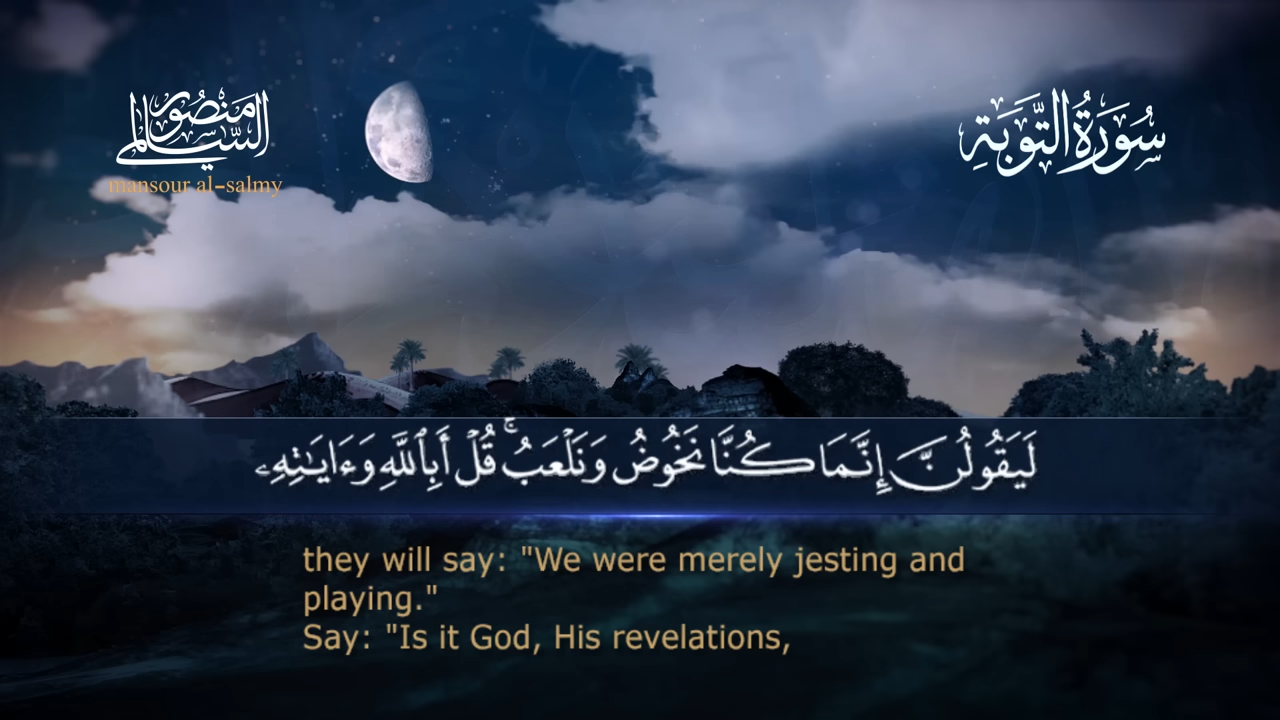 منصور السالمي
mansour al-salmy
سُورَةُ التَّوْبَةِ
لَيَقُولُنَّ إِنَّمَا كُنَّا نَخُوضُ وَنَلْعَبُ ۚ قُلْ أَبِٱللَّهِ وَءَايَـٰتِهِۦ
they will say: "We were merely jesting and
playing."
Say: "Is it God, His revelations,